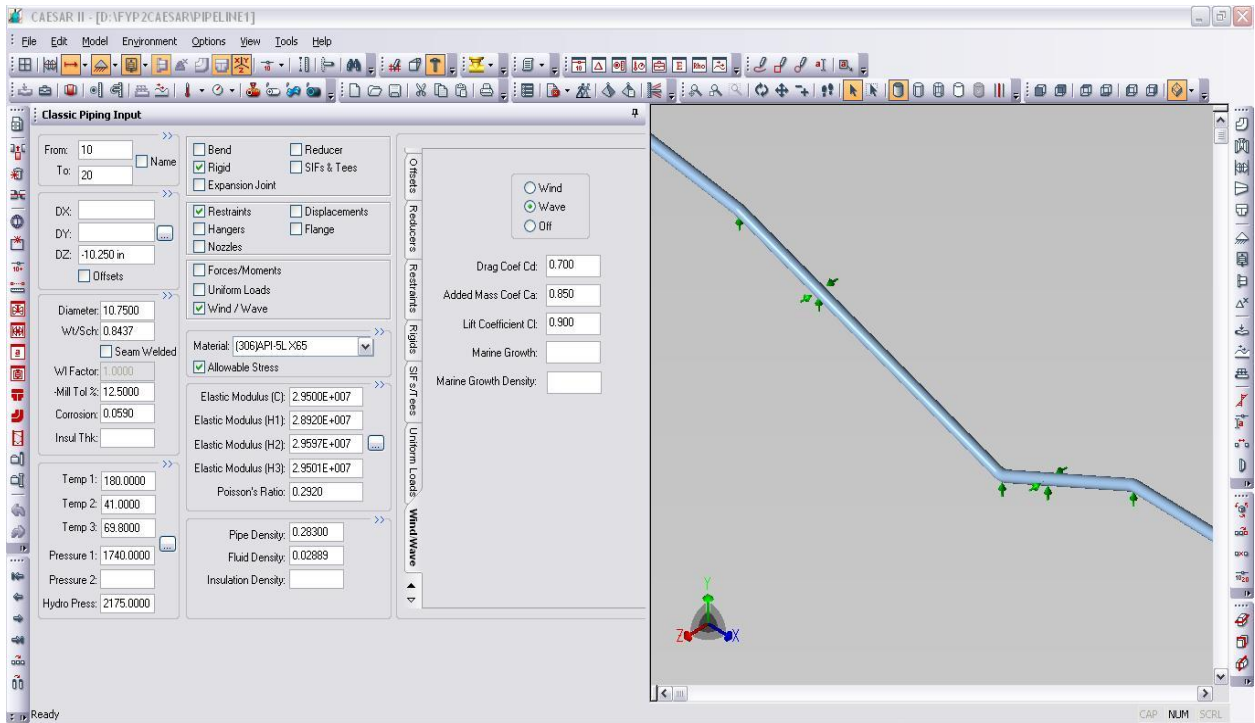 CAESAR II - [D:\FYP2CAESAR\PIPELINE1]
File Edit Model Environment Options View Tools Help
Classic Piping Input
From: 10
To: 20
Name
DX:
DY:
DZ: -10.250 in
Offsets
Diameter: 10.7500
Wt/Sch: 0.8437
Seam Welded
Wl Factor: 1.0000
-Mill Tol %: 12.5000
Corrosion: 0.0590
Insul Thk:
Temp 1: 180.0000
Temp 2: 41.0000
Temp 3: 69.8000
Pressure 1: 1740.0000
Pressure 2:
Hydro Press: 2175.0000
Bend Reducer
Rigid SIFs & Tees
Expansion Joint
Restraints Displacements
Hangers Flange
Nozzles
Forces/Moments
Uniform Loads
Wind / Wave
Material: (306)API-5L X65
Allowable Stress
Elastic Modulus (C): 2.9500E+007
Elastic Modulus (H1): 2.8920E+007
Elastic Modulus (H2): 2.9597E+007
Elastic Modulus (H3): 2.9501E+007
Poisson's Ratio: 0.2920
Pipe Density: 0.28300
Fluid Density: 0.02889
Insulation Density:
Offsets
Reducers
Restraints
Rigids
SIFs/Tees
Uniform Loads
Wind/Wave
Wind
Wave
Off
Drag Coef Cd: 0.700
Added Mass Coef Ca: 0.850
Lift Coefficient Cl: 0.900
Marine Growth:
Marine Growth Density:
Y
Z X
Ready
CAP NUM SCRL